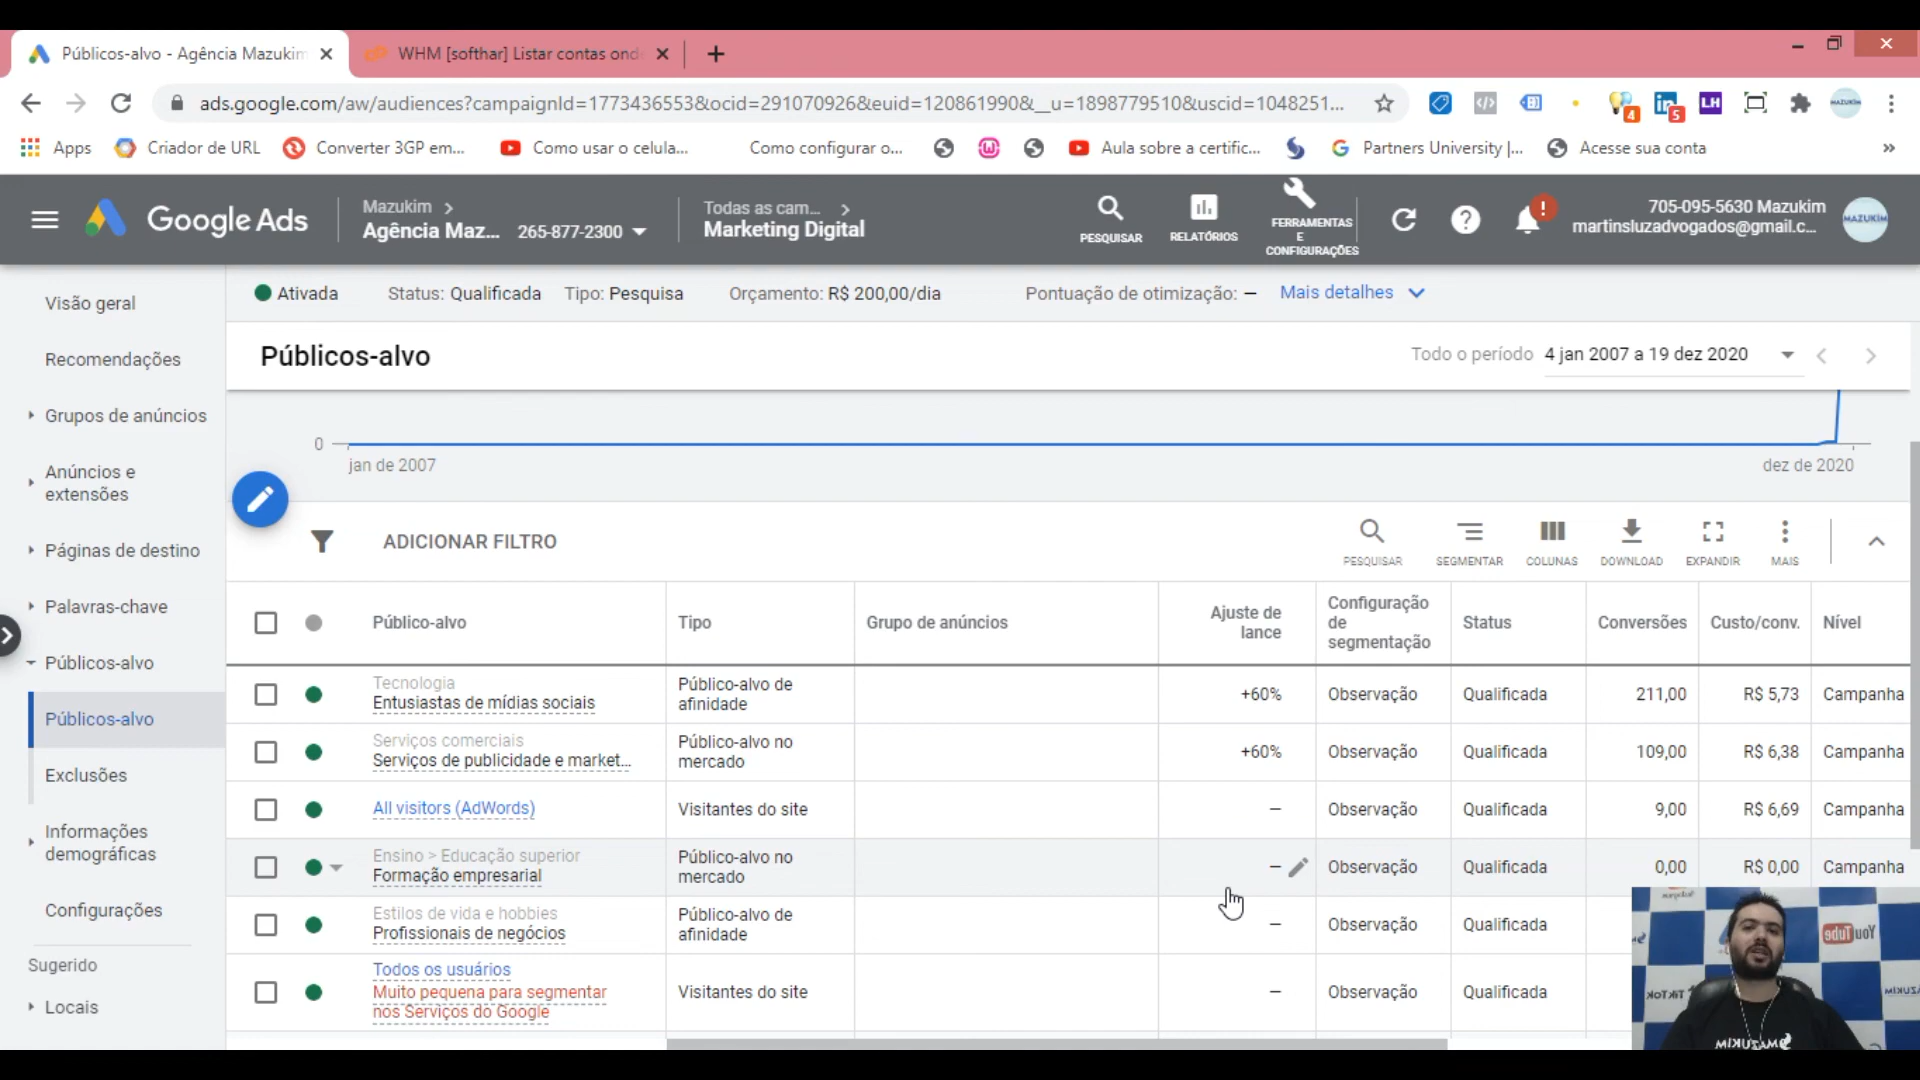 Públicos-alvo - Agência Mazukim
WHM [softhar] Listar contas ond
ads.google.com/aw/audiences?campaignId=1773436553&ocid=291070926&euid=120861990&__u=1898779510&uscid=1048251...
4
5
LH
MAZUKIM
Apps
Criador de URL
Converter 3GP em...
Como usar o celula...
Como configurar o...
Aula sobre a certific...
Partners University |...
Acesse sua conta
»
Google Ads
Mazukim
Agência Maz... 265-877-2300
Todas as cam...
Marketing Digital
PESQUISAR
RELATÓRIOS
FERRAMENTAS
E
CONFIGURAÇÕES
705-095-5630 Mazukim
martinsluzadvogados@gmail.c...
MAZUKIM
Ativada
Status: Qualificada
Tipo: Pesquisa
Orçamento: R$ 200,00/dia
Pontuação de otimização: –
Mais detalhes
Visão geral
Recomendações
Grupos de anúncios
Anúncios e
extensões
Páginas de destino
Palavras-chave
Públicos-alvo
Públicos-alvo
Exclusões
Informações
demográficas
Configurações
Sugerido
Locais
Públicos-alvo
Todo o período 4 jan 2007 a 19 dez 2020
0
jan de 2007
dez de 2020
ADICIONAR FILTRO
PESQUISAR
SEGMENTAR
COLUNAS
DOWNLOAD
EXPANDIR
MAIS
Público-alvo
Tipo
Grupo de anúncios
Ajuste de
lance
Configuração
de
segmentação
Status
Conversões
Custo/conv.
Nível
Tecnologia
Entusiastas de mídias sociais
Público-alvo de
afinidade
+60%
Observação
Qualificada
211,00
R$ 5,73
Campanha
Serviços comerciais
Serviços de publicidade e market...
Público-alvo no
mercado
+60%
Observação
Qualificada
109,00
R$ 6,38
Campanha
All visitors (AdWords)
Visitantes do site
–
Observação
Qualificada
9,00
R$ 6,69
Campanha
Ensino > Educação superior
Formação empresarial
Público-alvo no
mercado
–
Observação
Qualificada
0,00
R$ 0,00
Campanha
Estilos de vida e hobbies
Profissionais de negócios
Público-alvo de
afinidade
–
Observação
Qualificada
Todos os usuários
Muito pequena para segmentar
nos Serviços do Google
Visitantes do site
–
Observação
Qualificada
YouTube
TikTok
MAZUKIM
MAZUKIM